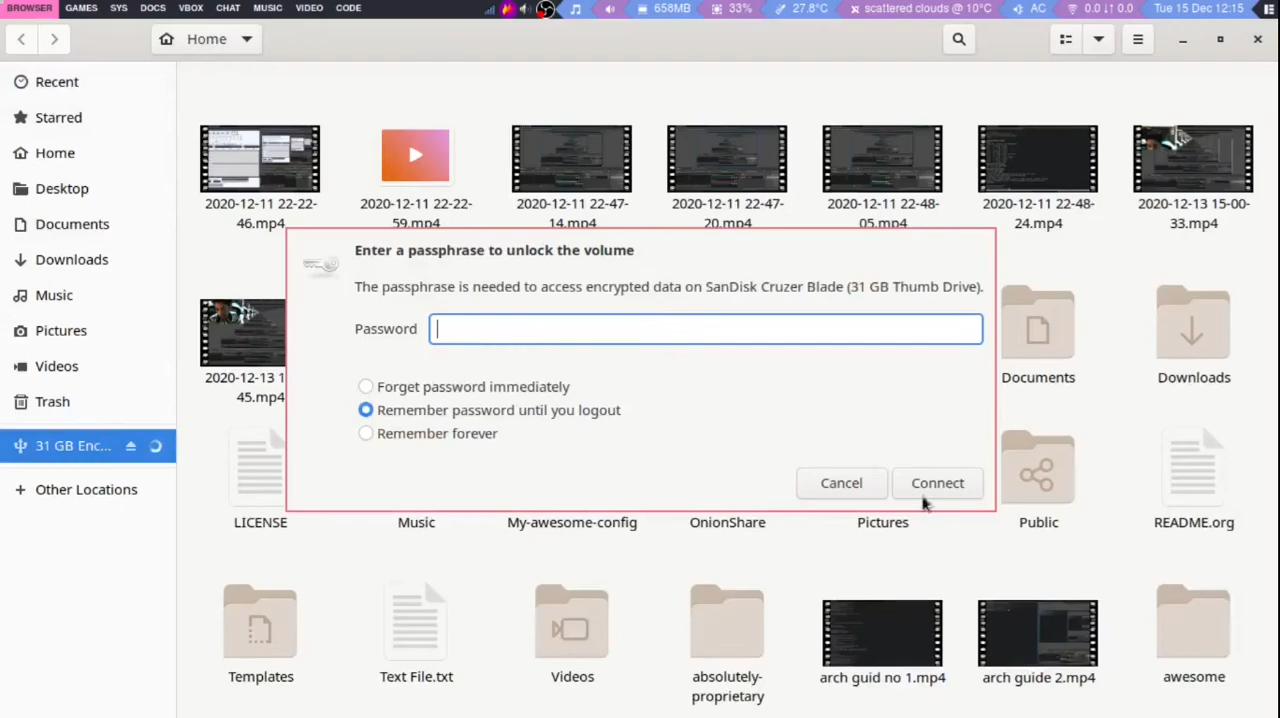 BROWSER GAMES SYS DOCS VBOX CHAT MUSIC VIDEO CODE 658MB 33% 27.8°C scattered clouds @ 10°C AC 0.0 ↓↑ 0.0 Tue 15 Dec 12:15
Home
Recent
Starred
Home
Desktop
Documents
Downloads
Music
Pictures
Videos
Trash
31 GB Enc...
+ Other Locations
2020-12-11 22-22-
46.mp4
2020-12-11 22-22-
59.mp4
2020-12-11 22-47-
14.mp4
2020-12-11 22-47-
20.mp4
2020-12-11 22-48-
05.mp4
2020-12-11 22-48-
24.mp4
2020-12-13 15-00-
33.mp4
Enter a passphrase to unlock the volume
The passphrase is needed to access encrypted data on SanDisk Cruzer Blade (31 GB Thumb Drive).
Password
Forget password immediately
Remember password until you logout
Remember forever
Cancel Connect
2020-12-13 1
45.mp4
Documents
Downloads
LICENSE
Music
My-awesome-config
OnionShare
Pictures
Public
README.org
Templates
Text File.txt
Videos
absolutely-
proprietary
arch guid no 1.mp4
arch guide 2.mp4
awesome